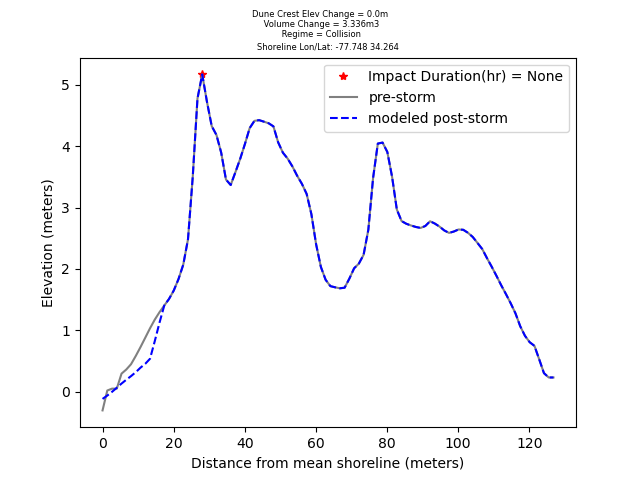 Dune Crest Elev Change = 0.0m
Volume Change = 3.336m3
Regime = Collision
Shoreline Lon/Lat: -77.748 34.264
Impact Duration(hr) = None
pre-storm
modeled post-storm
Elevation (meters)
5
4
3
2
1
0
0 20 40 60 80 100 120
Distance from mean shoreline (meters)